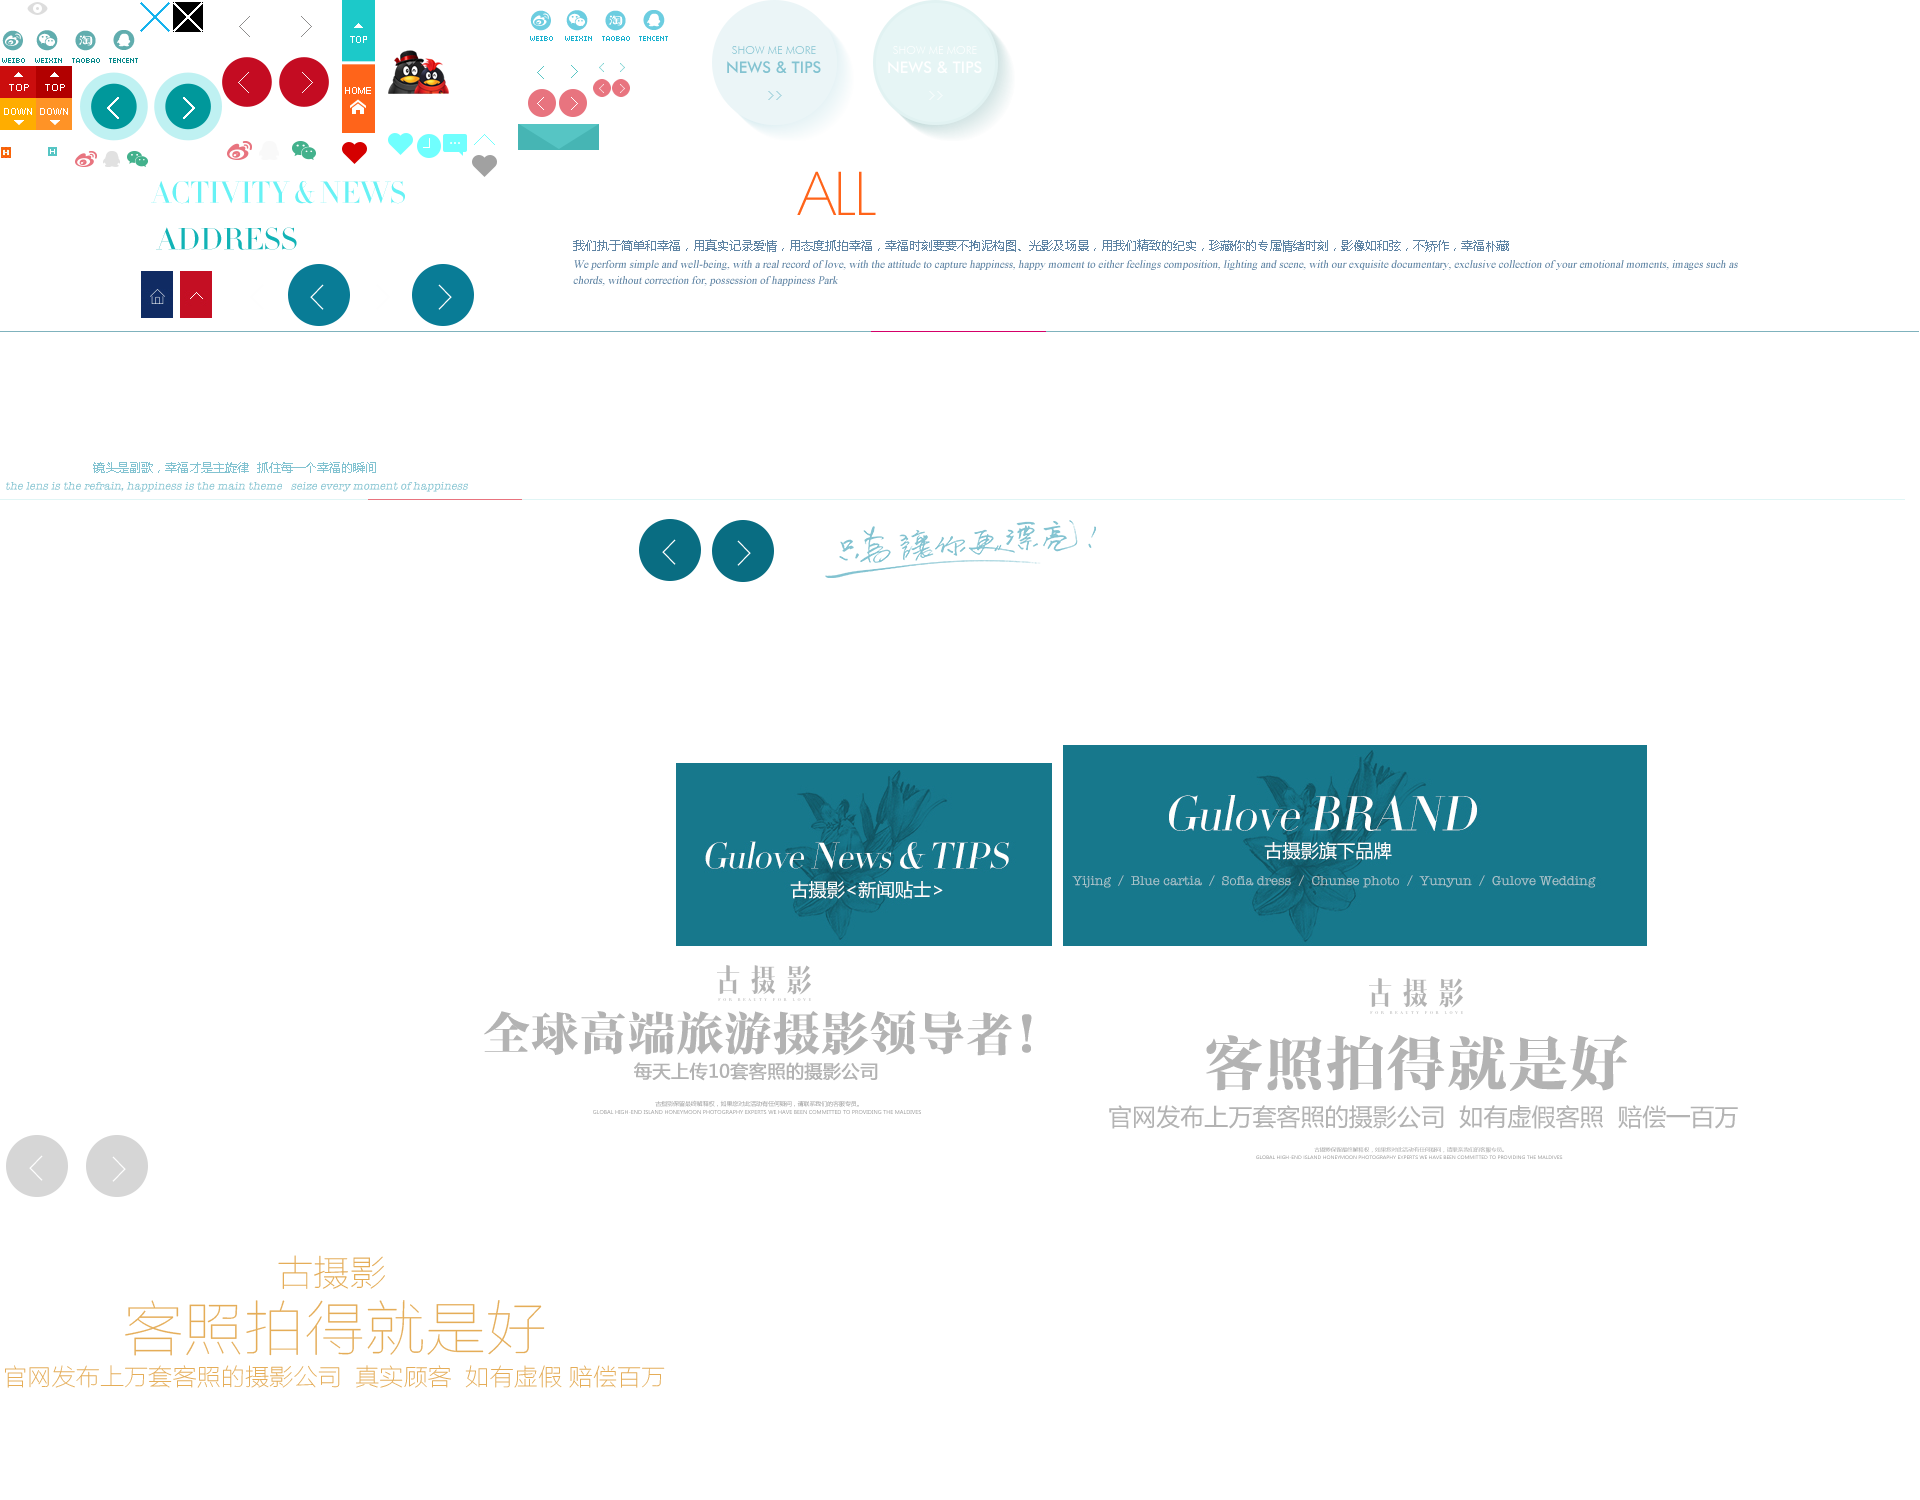 WEIBO WEIXIN TAOBAO TENCENT
TOP TOP
DOWN DOWN
H
H
TOP
HOME
WEIBO WEIXIN TAOBAO TENCENT
SHOW ME MORE
NEWS & TIPS
>>
SHOW ME MORE
NEWS & TIPS
>>
ACTIVITY & NEWS
ADDRESS
ALL
我们执于简单和幸福，用真实记录爱情，用态度抓拍幸福，幸福时刻要要不拘泥构图、光影及场景，用我们精致的纪实，珍藏你的专属情绪时刻，影像如和弦，不矫作，幸福朴藏
We perform simple and well-being, with a real record of love, with the attitude to capture happiness, happy moment to either feelings composition, lighting and scene, with our exquisite documentary, exclusive collection of your emotional moments, images such as
chords, without correction for, possession of happiness Park
镜头是副歌，幸福才是主旋律 抓住每一个幸福的瞬间
the lens is the refrain, happiness is the main theme seize every moment of happiness
只為讓你更漂亮！
Gulove News & TIPS
古摄影<新闻贴士>
Gulove BRAND
古摄影旗下品牌
Yijing / Blue cartia / Sofia dress / Chunse photo / Yunyun / Gulove Wedding
古摄影
FOR BEAUTY FOR LOVE
全球高端旅游摄影领导者！
每天上传10套客照的摄影公司
GLOBAL HIGH-END ISLAND HONEYMOON PHOTOGRAPHY EXPERTS WE HAVE BEEN COMMITTED TO PROVIDING THE MALDIVES
古摄影
FOR BEAUTY FOR LOVE
客照拍得就是好
官网发布上万套客照的摄影公司 如有虚假客照 赔偿一百万
GLOBAL HIGH-END ISLAND HONEYMOON PHOTOGRAPHY EXPERTS WE HAVE BEEN COMMITTED TO PROVIDING THE MALDIVES
古摄影
客照拍得就是好
官网发布上万套客照的摄影公司 真实顾客 如有虚假 赔偿百万